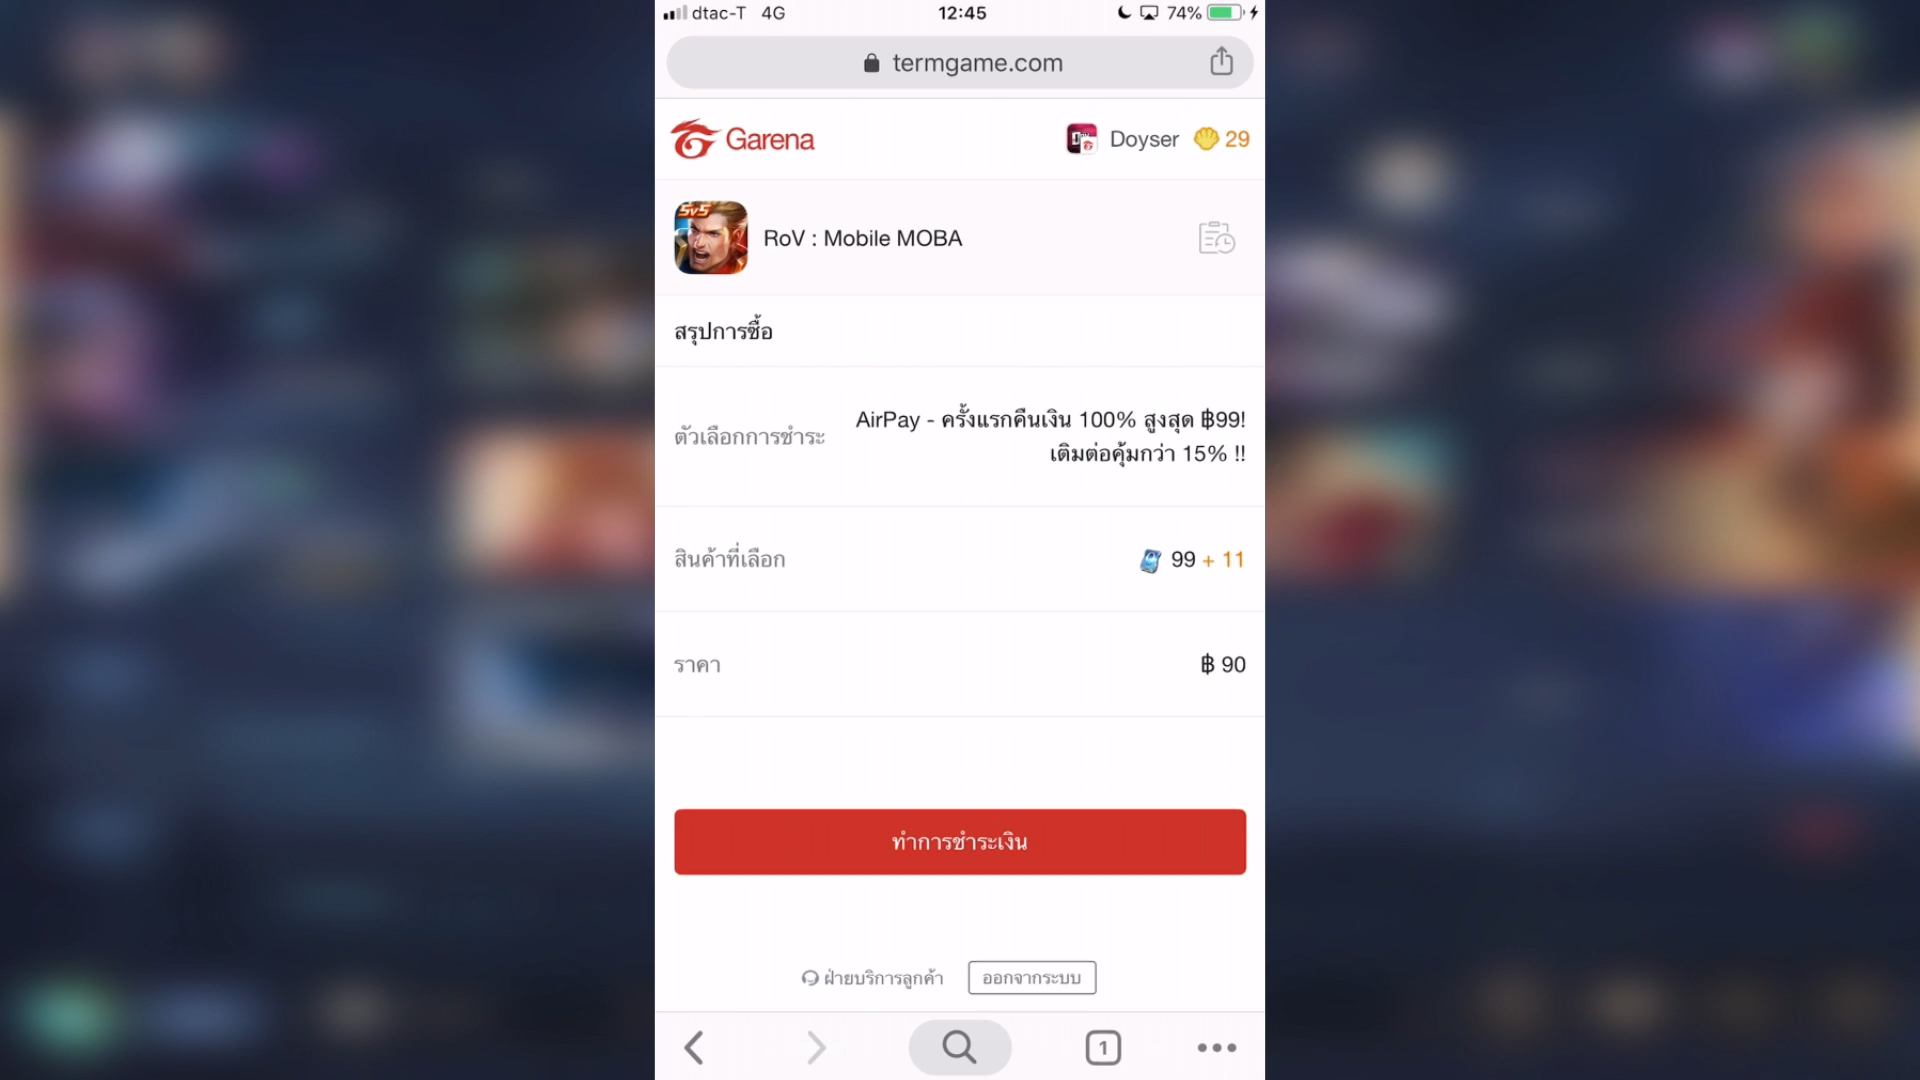 dtac-T 4G 12:45 74%
termgame.com
Garena Doyser 29
5v5
RoV : Mobile MOBA
สรุปการซื้อ
ตัวเลือกการชำระ
AirPay - ครั้งแรกคืนเงิน 100% สูงสุด ฿99!
เติมต่อคุ้มกว่า 15% !!
สินค้าที่เลือก 99 + 11
ราคา ฿ 90
ทำการชำระเงิน
ฝ่ายบริการลูกค้า ออกจากระบบ
1